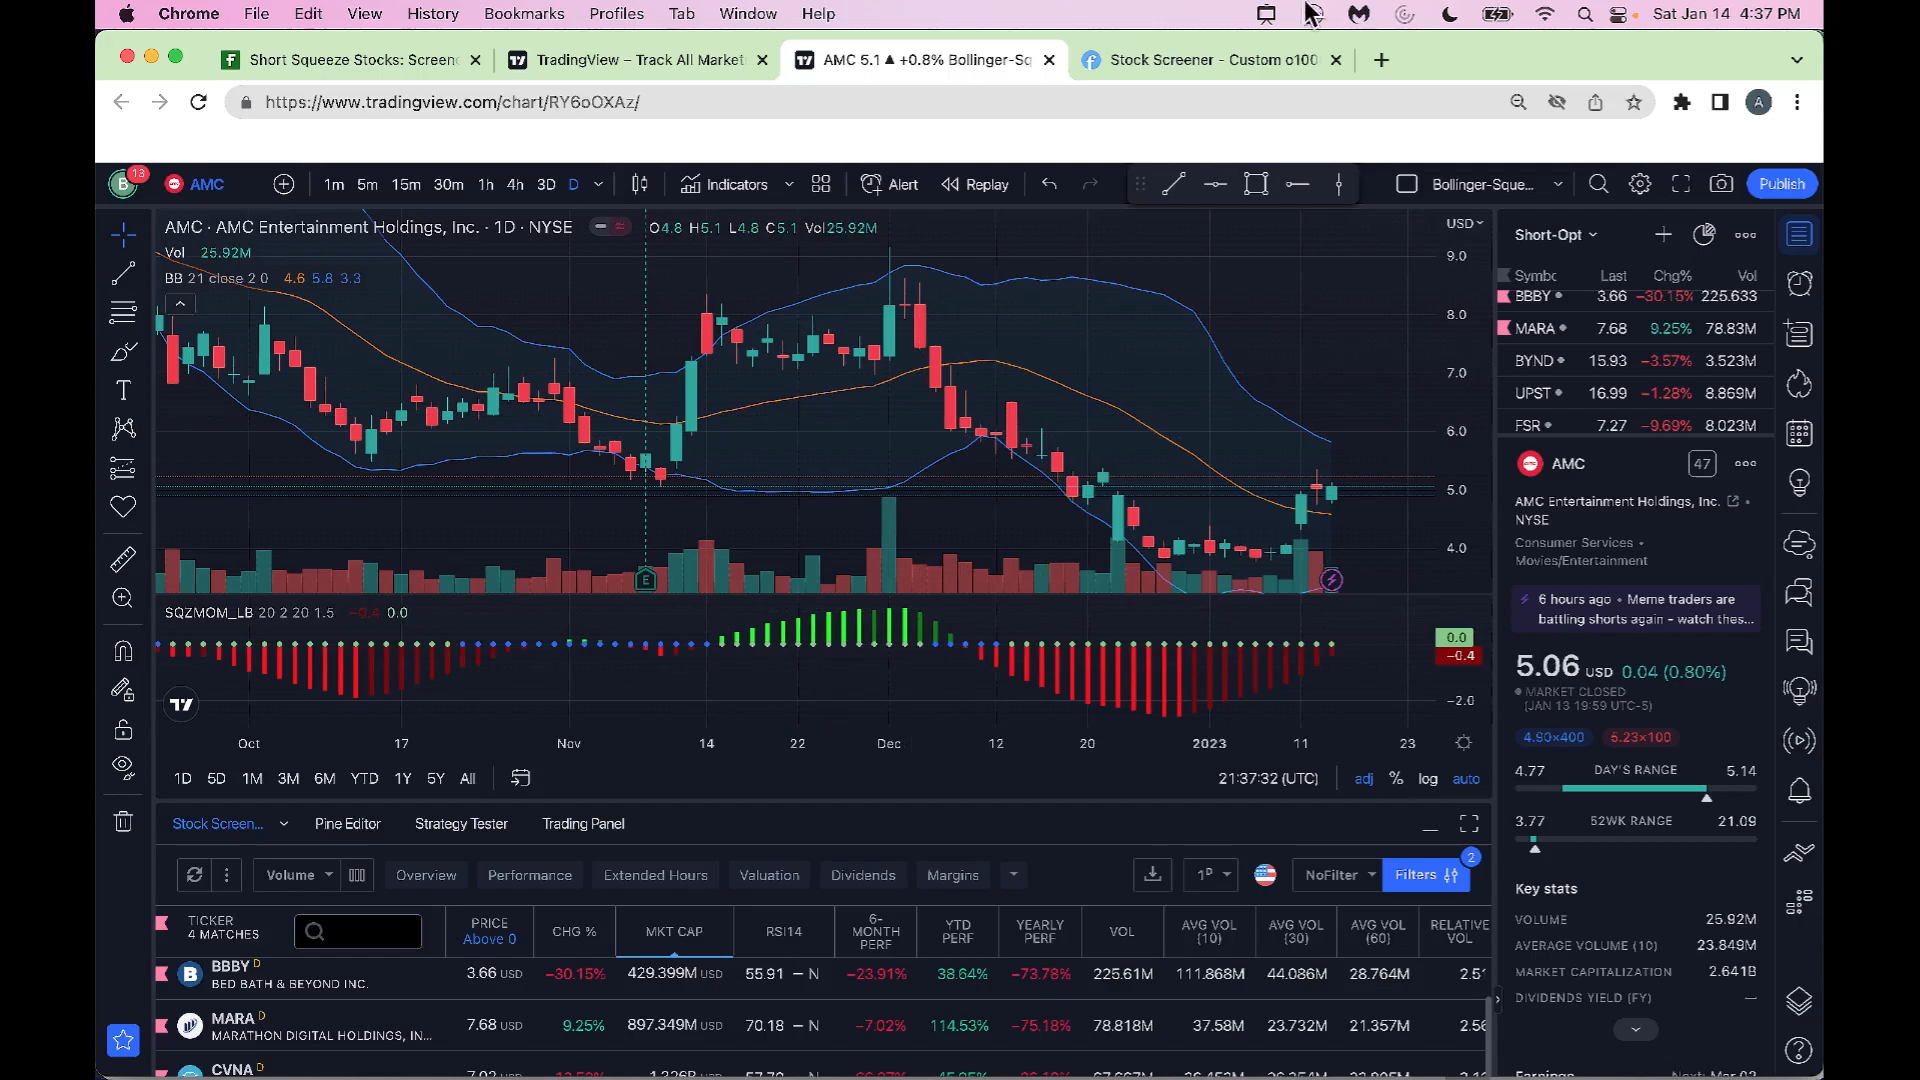 Chrome File Edit View History Bookmarks Profiles Tab Window Help Sat Jan 14 4:37 PM
Short Squeeze Stocks: Screen TradingView – Track All Market AMC 5.1 ▲ +0.8% Bollinger-Sq Stock Screener - Custom o100
https://www.tradingview.com/chart/RY6oOXAz/ A
B 13 AMC 1m 5m 15m 30m 1h 4h 3D D Indicators Alert Replay Bollinger-Sque... Publish
AMC · AMC Entertainment Holdings, Inc. · 1D · NYSE O4.8 H5.1 L4.8 C5.1 Vol25.92M
Vol 25.92M
BB 21 close 2 0 4.6 5.8 3.3
USD
9.0
8.0
7.0
6.0
5.0
4.0
E
SQZMOM_LB 20 2 20 1.5 −0.4 0.0
0.0
−0.4
−2.0
Oct 17 Nov 14 22 Dec 12 20 2023 11 23
1D 5D 1M 3M 6M YTD 1Y 5Y All 21:37:32 (UTC) adj % log auto
Short-Opt
Symbc Last Chg% Vol
BBBY 3.66 −30.15% 225.633
MARA 7.68 9.25% 78.83M
BYND 15.93 −3.57% 3.523M
UPST 16.99 −1.28% 8.869M
FSR 7.27 −9.69% 8.023M
AMC 47
AMC Entertainment Holdings, Inc. •
NYSE
Consumer Services •
Movies/Entertainment
6 hours ago • Meme traders are
battling shorts again - watch thes...
5.06 USD 0.04 (0.80%)
MARKET CLOSED
(JAN 13 19:59 UTC-5)
4.90×400 5.23×100
4.77 DAY'S RANGE 5.14
3.77 52WK RANGE 21.09
Key stats
VOLUME 25.92M
AVERAGE VOLUME (10) 23.849M
MARKET CAPITALIZATION 2.641B
DIVIDENDS YIELD (FY) —
Stock Screen... Pine Editor Strategy Tester Trading Panel
Volume Overview Performance Extended Hours Valuation Dividends Margins 1D NoFilter Filters 2
TICKER
4 MATCHES
PRICE
Above 0
CHG %
MKT CAP
RSI14
6-
MONTH
PERF
YTD
PERF
YEARLY
PERF
VOL
AVG VOL
(10)
AVG VOL
(30)
AVG VOL
(60)
RELATIVE
VOL
B BBBY D 3.66 USD −30.15% 429.399M USD 55.91 — N −23.91% 38.64% −73.78% 225.61M 111.868M 44.086M 28.764M 2.51
BED BATH & BEYOND INC.
MARA D 7.68 USD 9.25% 897.349M USD 70.18 — N −7.02% 114.53% −75.18% 78.818M 37.58M 23.732M 21.357M 2.56
MARATHON DIGITAL HOLDINGS, IN...
CVNA D